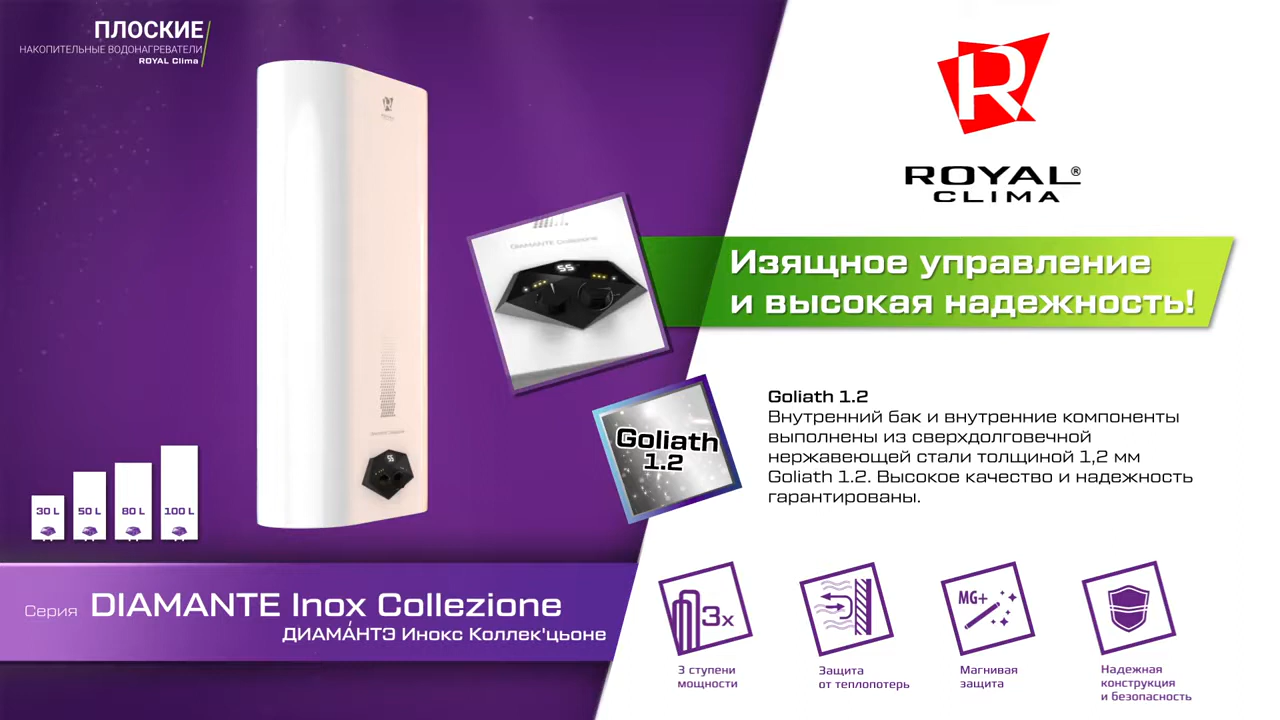 ПЛОСКИЕ
НАКОПИТЕЛЬНЫЕ ВОДОНАГРЕВАТЕЛИ
ROYAL Clima
R
ROYAL®
CLIMA
DIAMANTE Collezione
55
Изящное управление
и высокая надежность!
Goliath
1.2
Goliath 1.2
Внутренний бак и внутренние компоненты
выполнены из сверхдолговечной
нержавеющей стали толщиной 1,2 мм
Goliath 1.2. Высокое качество и надежность
гарантированы.
30 L
50 L
80 L
100 L
Серия DIAMANTE Inox Collezione
ДИАМА́НТЭ Инокс Коллек'цьоне
3x
3 ступени
мощности
Защита
от теплопотерь
MG+
Магнивая
защита
Надежная
конструкция
и безопасность